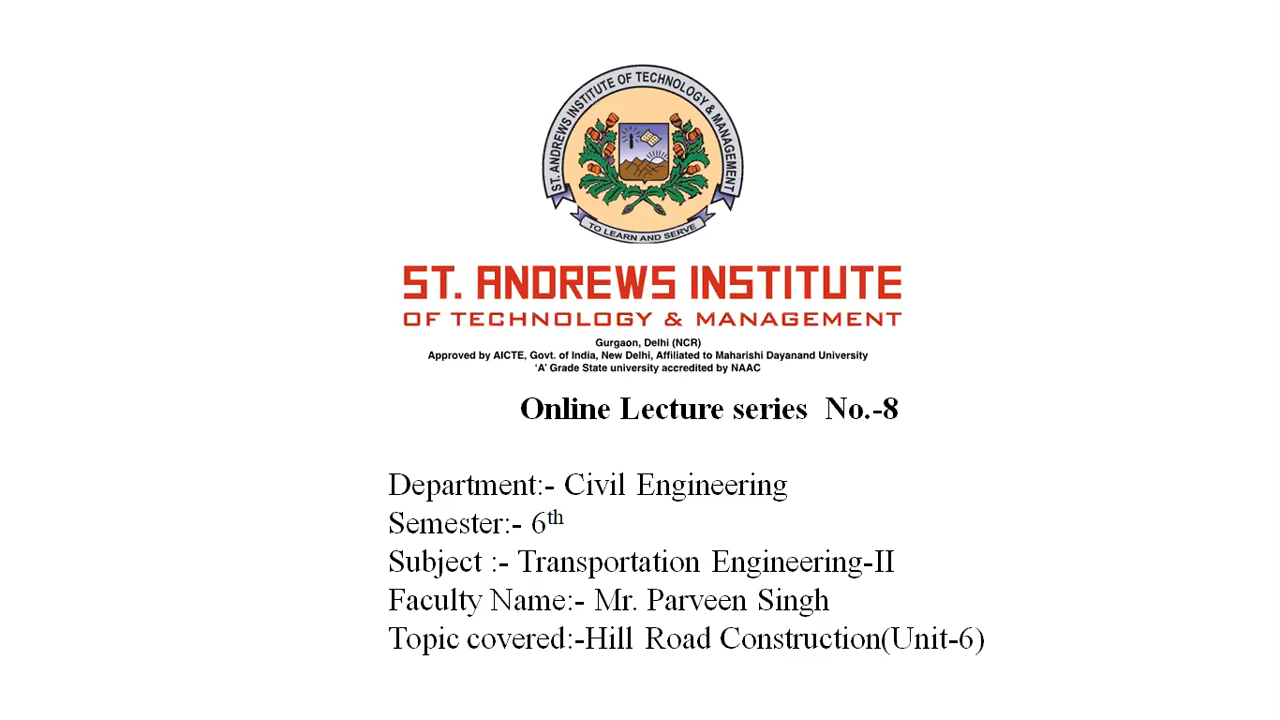 ST. ANDREWS INSTITUTE OF TECHNOLOGY & MANAGEMENT
TO LEARN AND SERVE
ST. ANDREWS INSTITUTE
OF TECHNOLOGY & MANAGEMENT
Gurgaon, Delhi (NCR)
Approved by AICTE, Govt. of India, New Delhi, Affiliated to Maharishi Dayanand University
‘A’ Grade State university accredited by NAAC
Online Lecture series No.-8
Department:- Civil Engineering
Semester:- 6th
Subject :- Transportation Engineering-II
Faculty Name:- Mr. Parveen Singh
Topic covered:-Hill Road Construction(Unit-6)